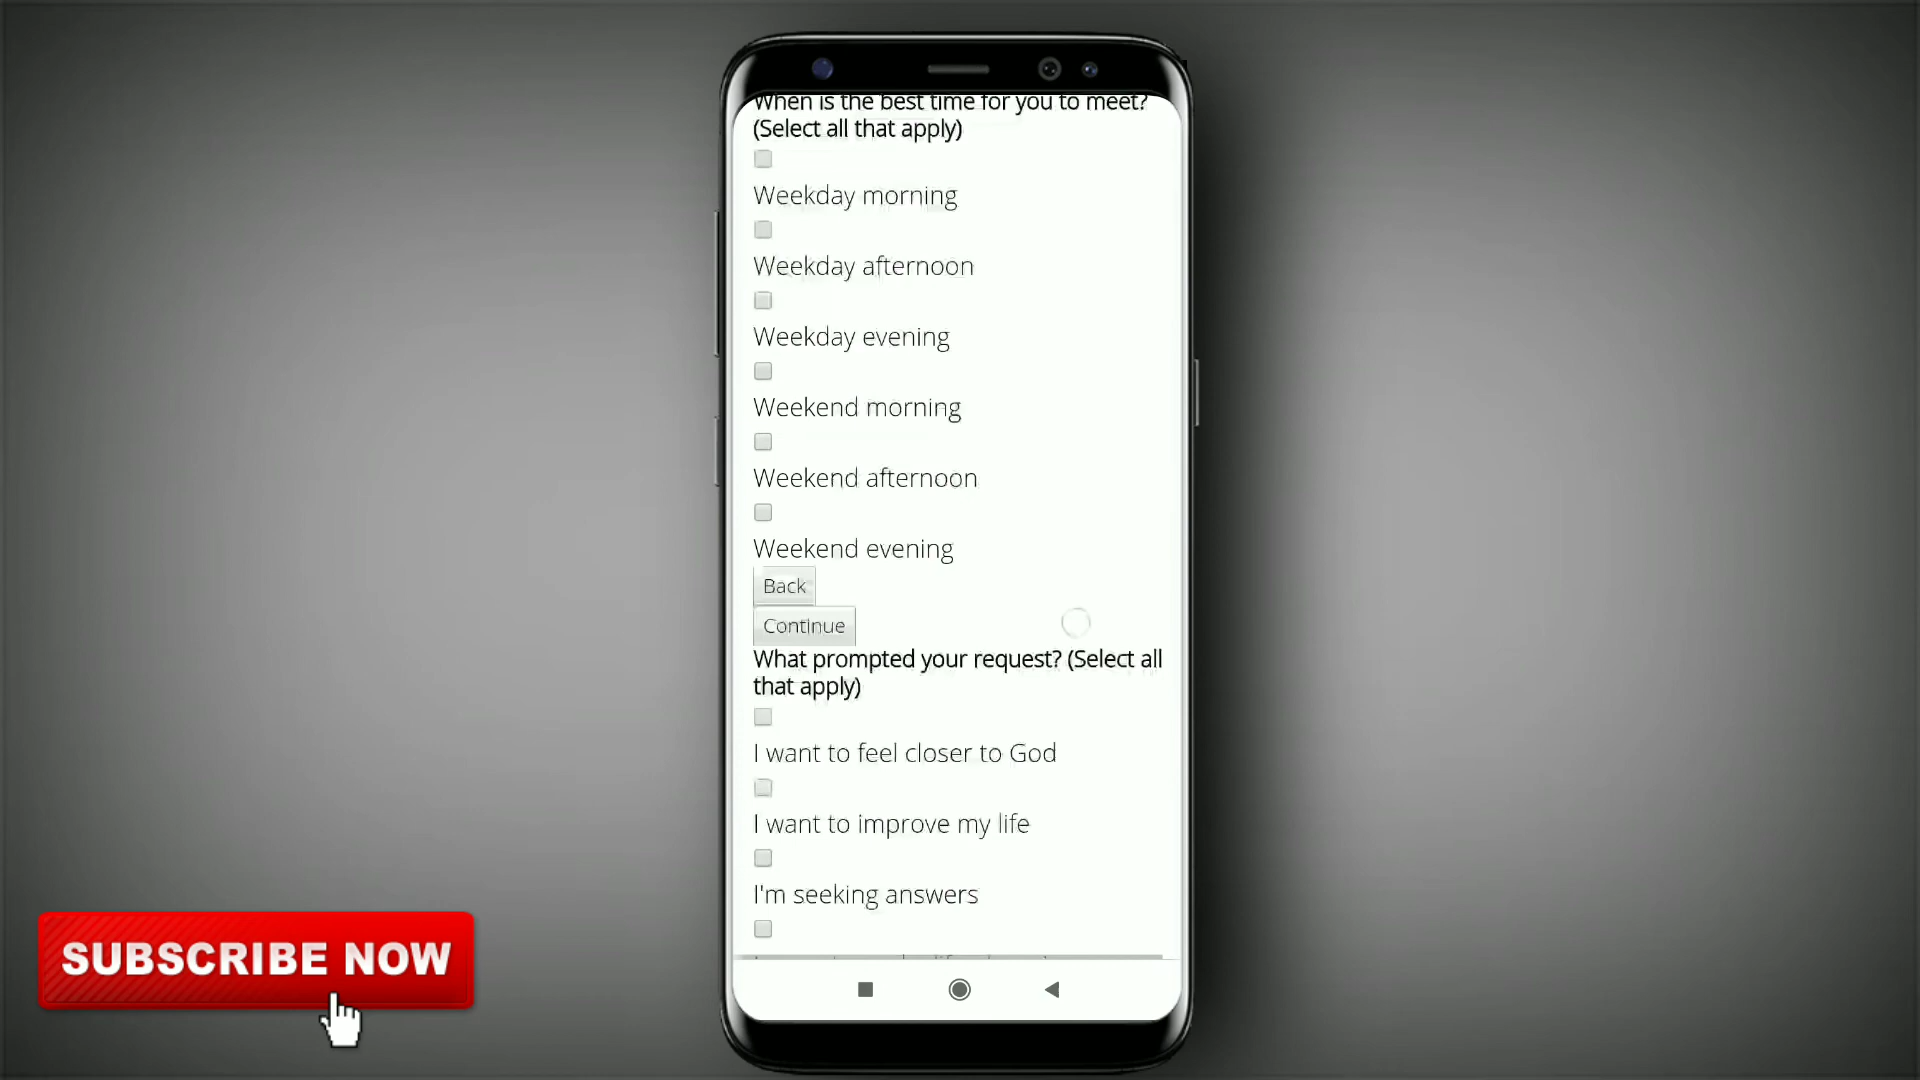 When is the best time for you to meet?
(Select all that apply)
Weekday morning
Weekday afternoon
Weekday evening
Weekend morning
Weekend afternoon
Weekend evening
Back
Continue
What prompted your request? (Select all
that apply)
I want to feel closer to God
I want to improve my life
I'm seeking answers
SUBSCRIBE NOW